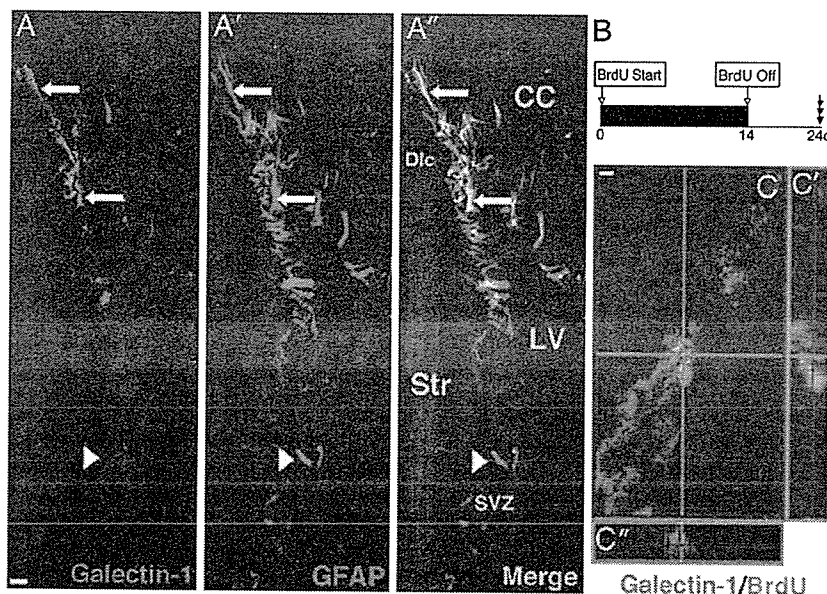 A
A'
A"
B
BrdU Start
BrdU Off
CC
Dlc
0
14
24d
C
C'
LV
Str
SVZ
C"
Galectin-1
GFAP
Merge
Galectin-1/BrdU